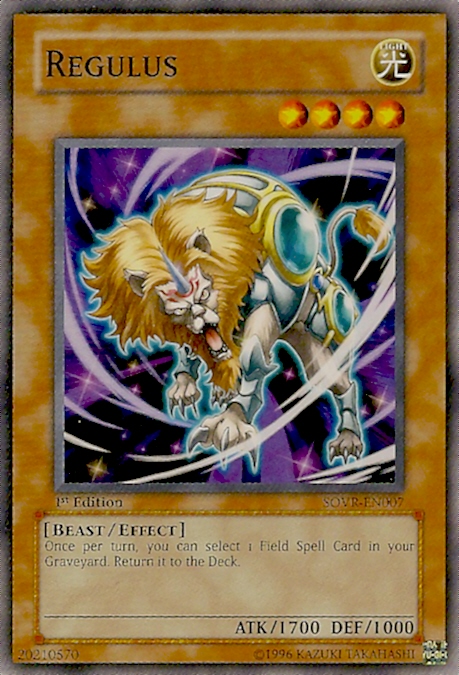 REGULUS
LIGHT
光
1ST Edition
SOVR-EN007
[BEAST/EFFECT]
Once per turn, you can select 1 Field Spell Card in your
Graveyard. Return it to the Deck.
ATK/1700 DEF/1000
20210570
©1996 KAZUKI TAKAHASHI